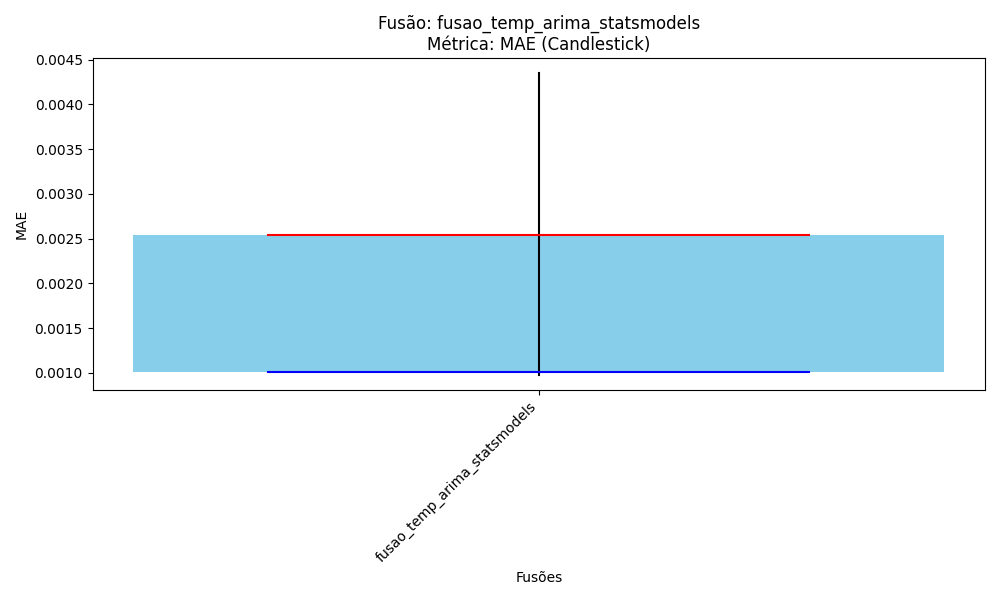 Fusão: fusao_temp_arima_statsmodels
Métrica: MAE (Candlestick)
0.0045
0.0040
0.0035
0.0030
0.0025
0.0020
0.0015
0.0010
MAE
fusao_temp_arima_statsmodels
Fusões